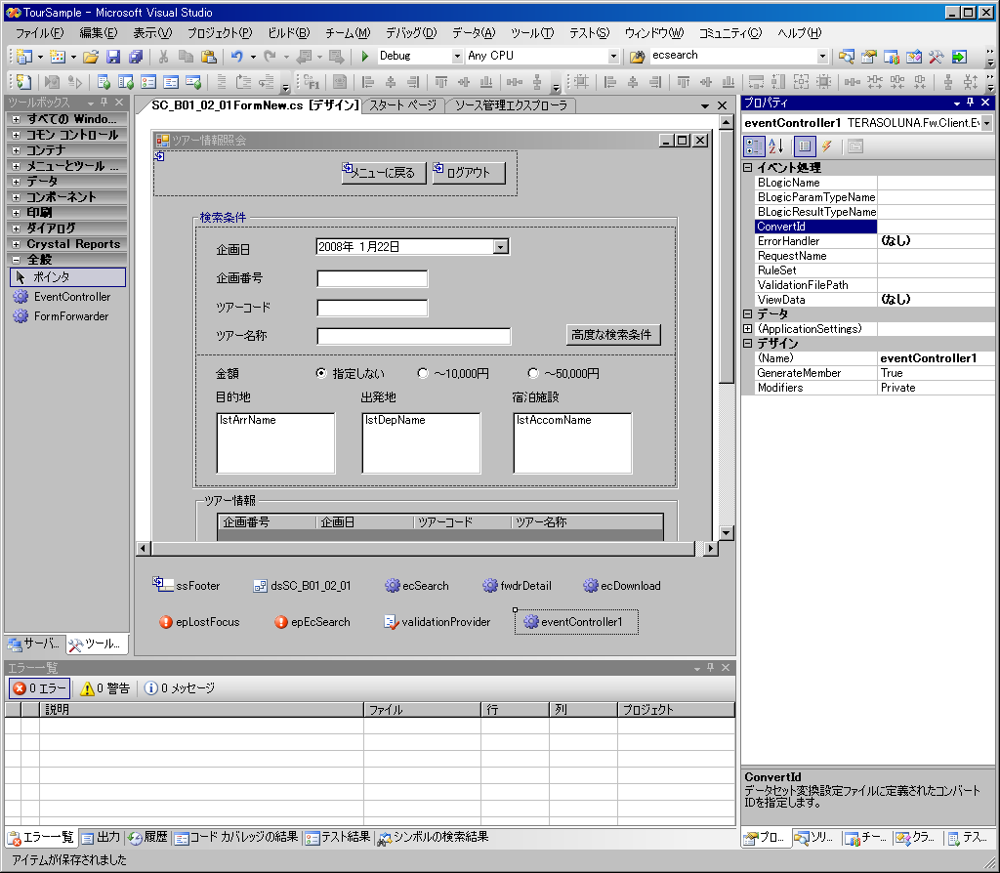 TourSample - Microsoft Visual Studio
ファイル(F) 編集(E) 表示(V) プロジェクト(P) ビルド(B) チーム(M) デバッグ(D) データ(A) ツール(T) テスト(S) ウィンドウ(W) コミュニティ(C) ヘルプ(H)
Debug Any CPU ecsearch
ツールボックス
すべての Windo...
コモン コントロール
コンテナ
メニューとツール ...
データ
コンポーネント
印刷
ダイアログ
Crystal Reports
全般
ポインタ
EventController
FormForwarder
サーバ... ツール...
SC_B01_02_01FormNew.cs [デザイン] スタート ページ ソース管理エクスプローラ
ツアー情報照会
メニューに戻る ログアウト
検索条件
企画日 2008年 1月22日
企画番号
ツアーコード
ツアー名称 高度な検索条件
金額 指定しない ～10,000円 ～50,000円
目的地 出発地 宿泊施設
lstArrName lstDepName lstAccomName
ツアー情報
企画番号 企画日 ツアーコード ツアー名称
ssFooter dsSC_B01_02_01 ecSearch fwdrDetail ecDownload
epLostFocus epEcSearch validationProvider eventController1
プロパティ
eventController1 TERASOLUNA.Fw.Client.Ev
イベント処理
BLogicName
BLogicParamTypeName
BLogicResultTypeName
ConvertId
ErrorHandler (なし)
RequestName
RuleSet
ValidationFilePath
ViewData (なし)
データ
(ApplicationSettings)
デザイン
(Name) eventController1
GenerateMember True
Modifiers Private
ConvertId
データセット変換設定ファイルに定義されたコンバート
IDを指定します。
プロ... ソリ... チー... クラ... テス...
エラー一覧
0 エラー 0 警告 0 メッセージ
説明 ファイル 行 列 プロジェクト
エラー一覧 出力 履歴 コード カバレッジの結果 テスト結果 シンボルの検索結果
アイテムが保存されました